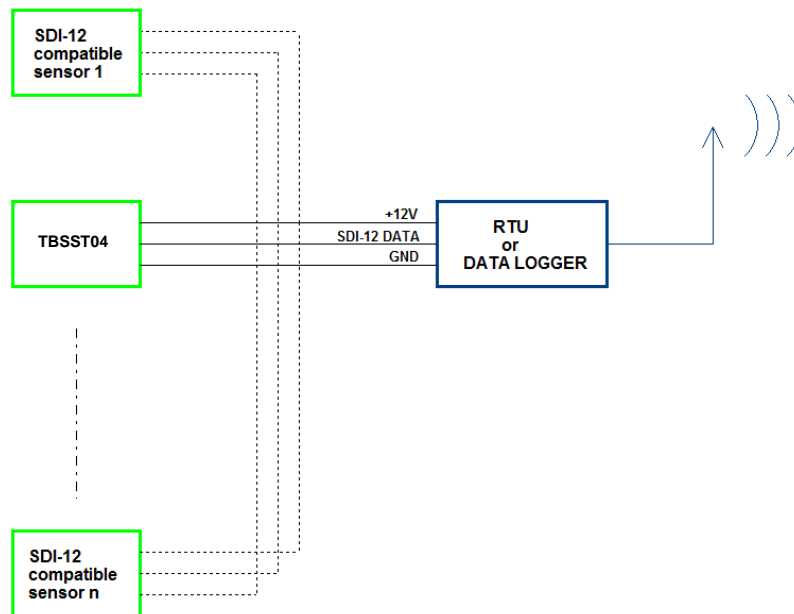 SDI-12
compatible
sensor 1
TBSST04
+12V
SDI-12 DATA
GND
RTU
or
DATA LOGGER
SDI-12
compatible
sensor n